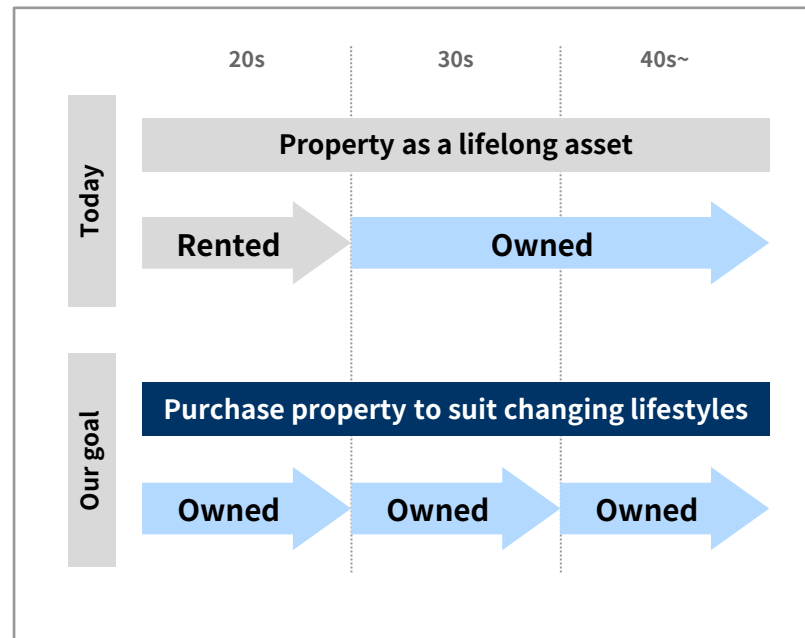 20s 30s 40s~
Today
Property as a lifelong asset
Rented Owned
Our goal
Purchase property to suit changing lifestyles
Owned Owned Owned